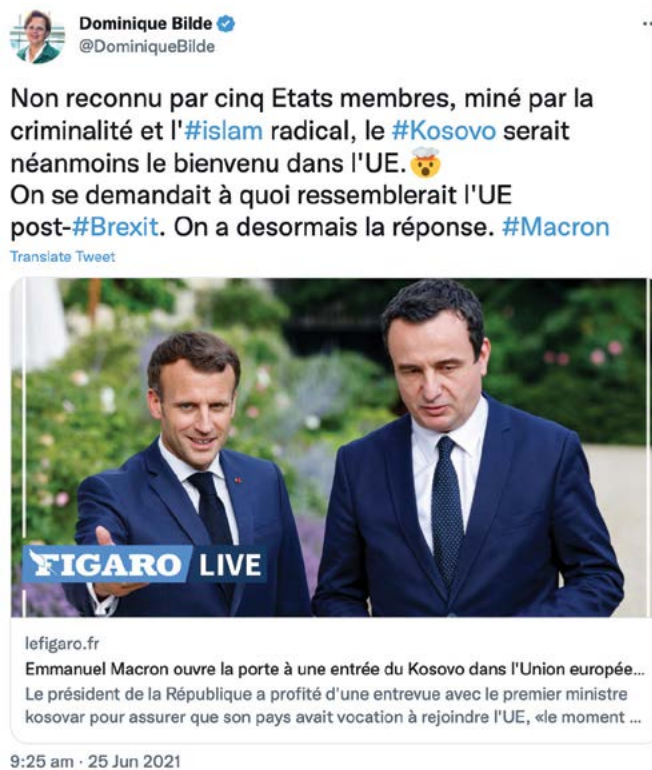 Dominique Bilde
@DominiqueBilde
Non reconnu par cinq Etats membres, miné par la
criminalité et l'#islam radical, le #Kosovo serait
néanmoins le bienvenu dans l'UE.🤯
On se demandait à quoi ressemblerait l'UE
post-#Brexit. On a desormais la réponse. #Macron
Translate Tweet
FIGARO LIVE
lefigaro.fr
Emmanuel Macron ouvre la porte à une entrée du Kosovo dans l'Union europée...
Le président de la République a profité d'une entrevue avec le premier ministre
kosovar pour assurer que son pays avait vocation à rejoindre l'UE, «le moment ...
9:25 am · 25 Jun 2021